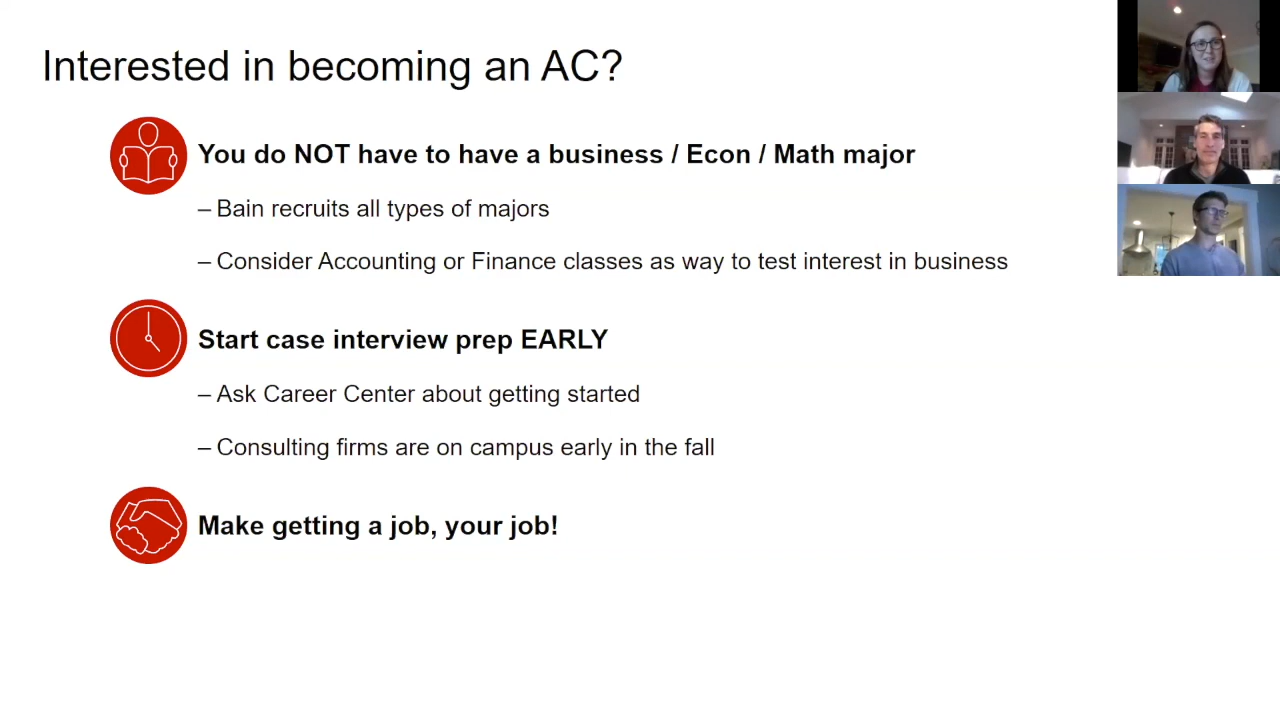 Interested in becoming an AC?
You do NOT have to have a business / Econ / Math major
– Bain recruits all types of majors
– Consider Accounting or Finance classes as way to test interest in business
Start case interview prep EARLY
– Ask Career Center about getting started
– Consulting firms are on campus early in the fall
Make getting a job, your job!